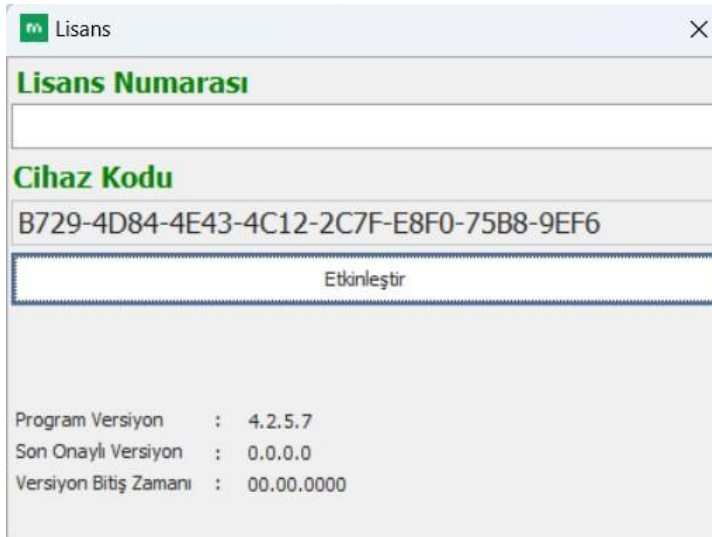 Lisans
Lisans Numarası
Cihaz Kodu
B729-4D84-4E43-4C12-2C7F-E8F0-75B8-9EF6
Etkinleştir
Program Versiyon : 4.2.5.7
Son Onaylı Versiyon : 0.0.0.0
Versiyon Bitiş Zamanı : 00.00.0000